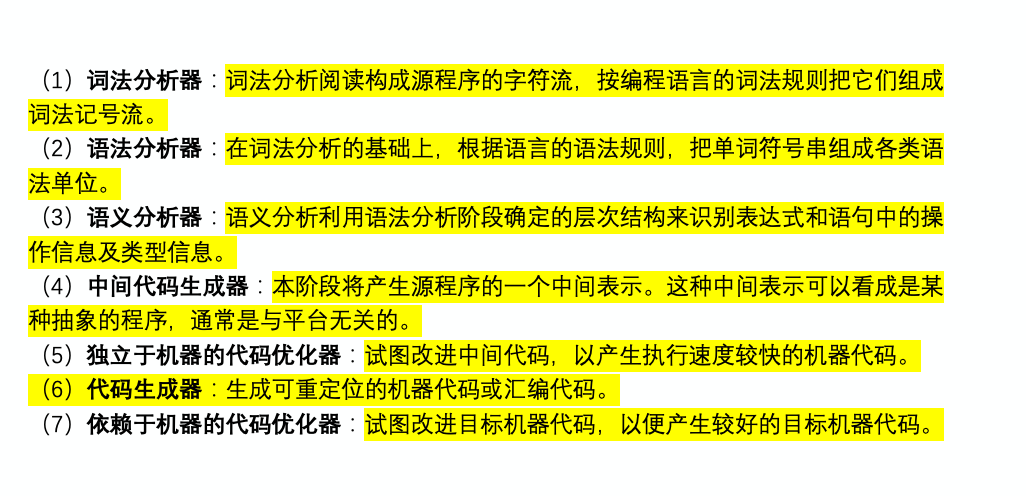 （1）词法分析器：词法分析阅读构成源程序的字符流，按编程语言的词法规则把它们组成
词法记号流。
（2）语法分析器：在词法分析的基础上，根据语言的语法规则，把单词符号串组成各类语
法单位。
（3）语义分析器：语义分析利用语法分析阶段确定的层次结构来识别表达式和语句中的操
作信息及类型信息。
（4）中间代码生成器：本阶段将产生源程序的一个中间表示。这种中间表示可以看成是某
种抽象的程序，通常是与平台无关的。
（5）独立于机器的代码优化器：试图改进中间代码，以产生执行速度较快的机器代码。
（6）代码生成器：生成可重定位的机器代码或汇编代码。
（7）依赖于机器的代码优化器：试图改进目标机器代码，以便产生较好的目标机器代码。